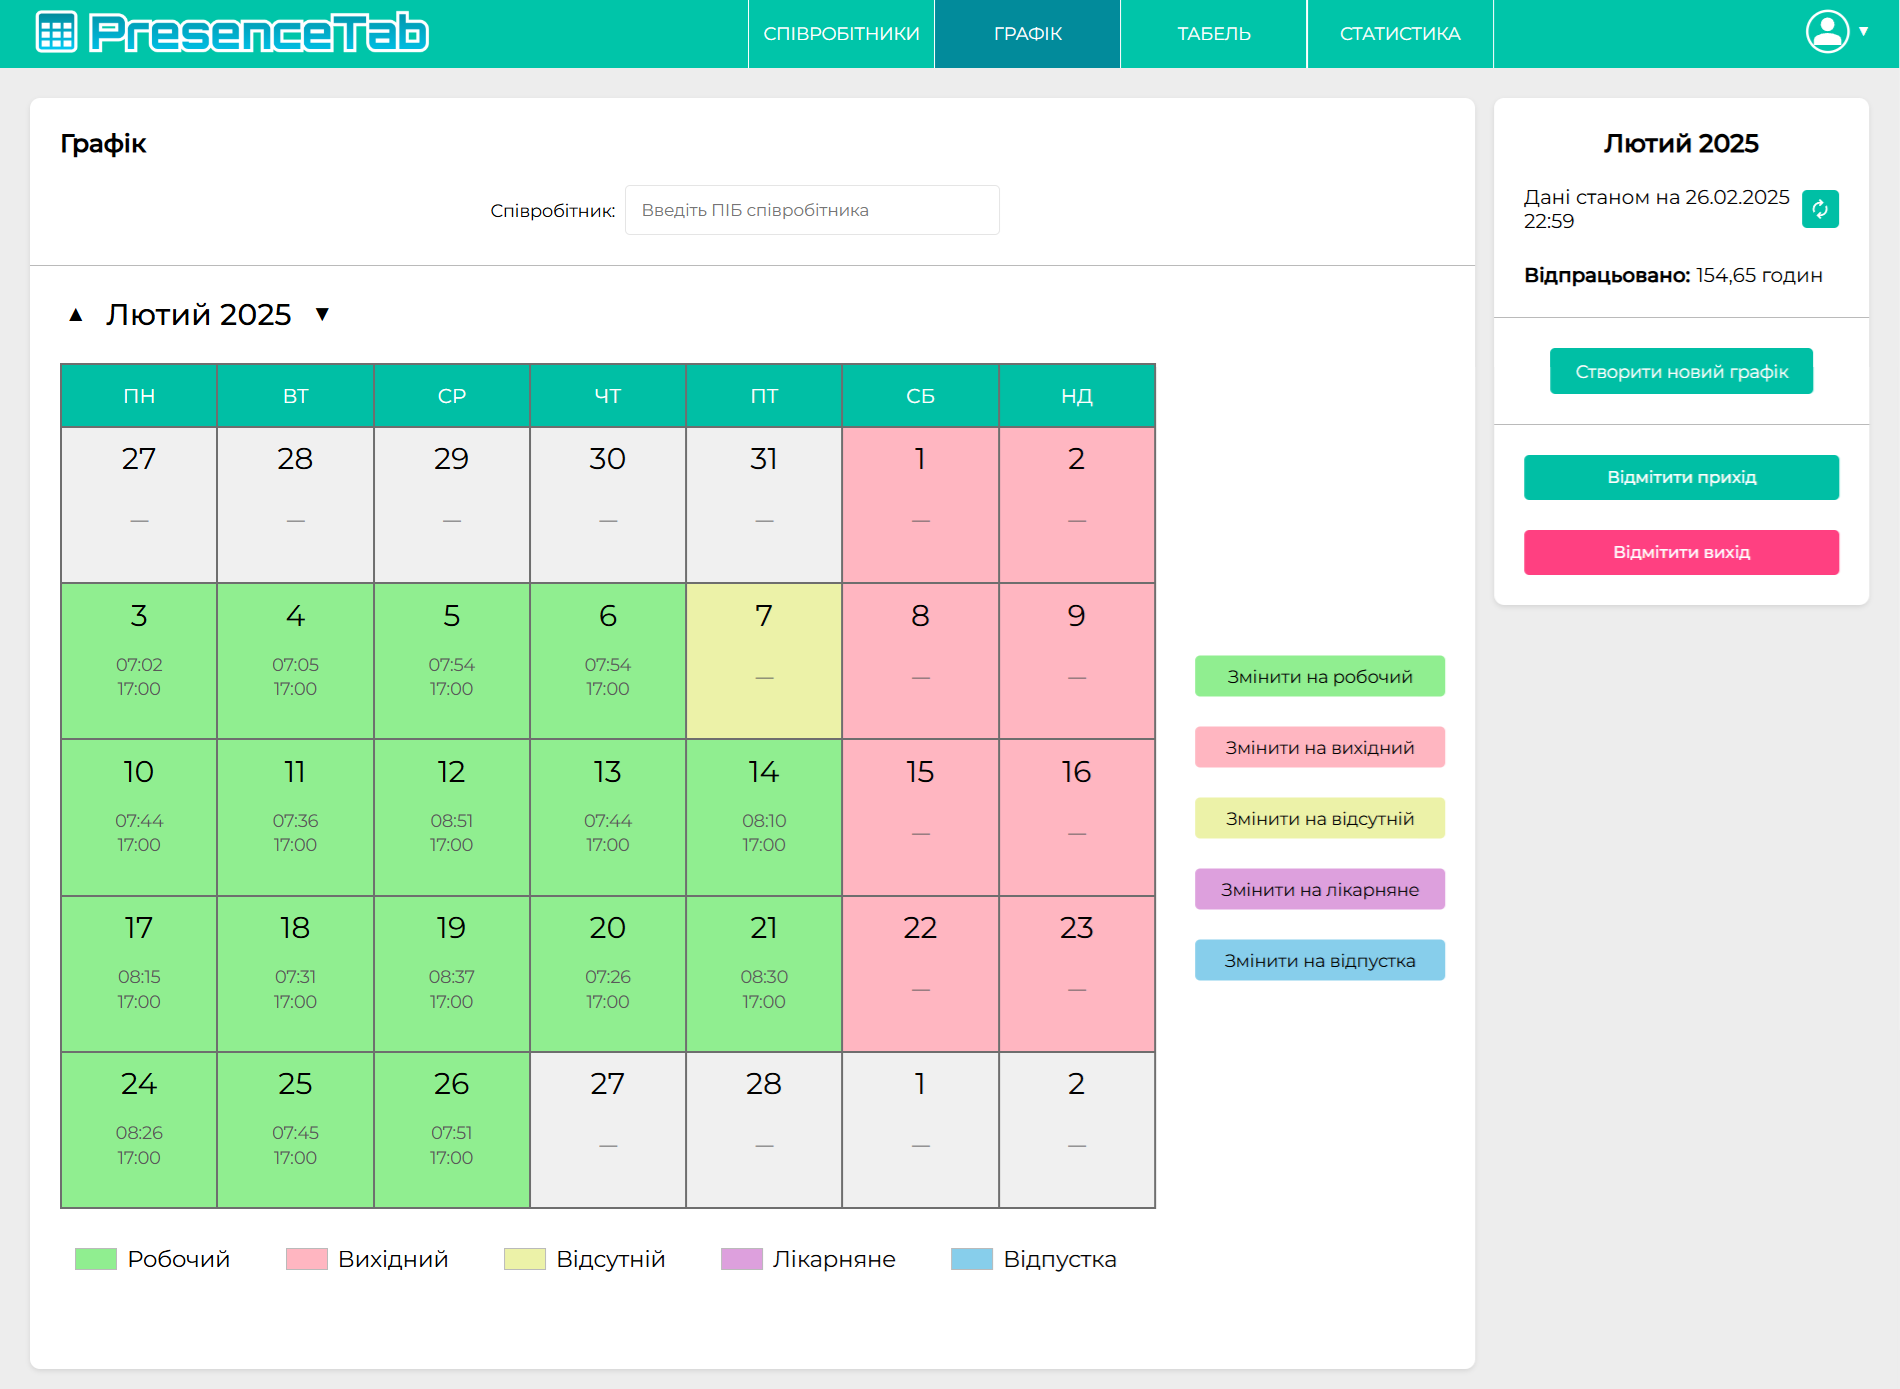 PresenceTab
СПІВРОБІТНИКИ
ГРАФІК
ТАБЕЛЬ
СТАТИСТИКА
▼
Графік
Співробітник: Введіть ПІБ співробітника
▲ Лютий 2025 ▼
ПН ВТ СР ЧТ ПТ СБ НД
27 28 29 30 31 1 2
— — — — — — —
3 4 5 6 7 8 9
07:02 07:05 07:54 07:54 — — —
17:00 17:00 17:00 17:00
10 11 12 13 14 15 16
07:44 07:36 08:51 07:44 08:10 — —
17:00 17:00 17:00 17:00 17:00
17 18 19 20 21 22 23
08:15 07:31 08:37 07:26 08:30 — —
17:00 17:00 17:00 17:00 17:00
24 25 26 27 28 1 2
08:26 07:45 07:51 — — — —
17:00 17:00 17:00
Робочий Вихідний Відсутній Лікарняне Відпустка
Змінити на робочий
Змінити на вихідний
Змінити на відсутній
Змінити на лікарняне
Змінити на відпустка
Лютий 2025
Дані станом на 26.02.2025
22:59
Відпрацьовано: 154,65 годин
Створити новий графік
Відмітити прихід
Відмітити вихід